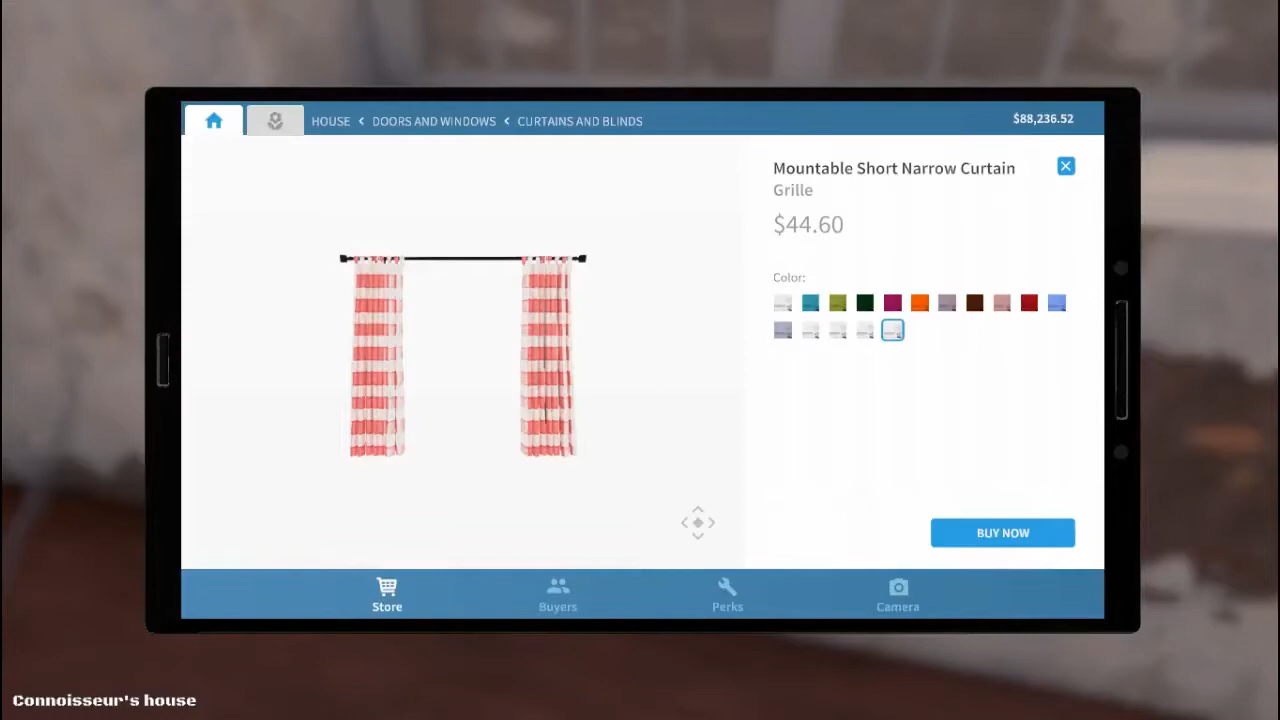 HOUSE < DOORS AND WINDOWS < CURTAINS AND BLINDS
$88,236.52
Mountable Short Narrow Curtain
Grille
$44.60
Color:
BUY NOW
Store
Buyers
Perks
Camera
Connoisseur's house